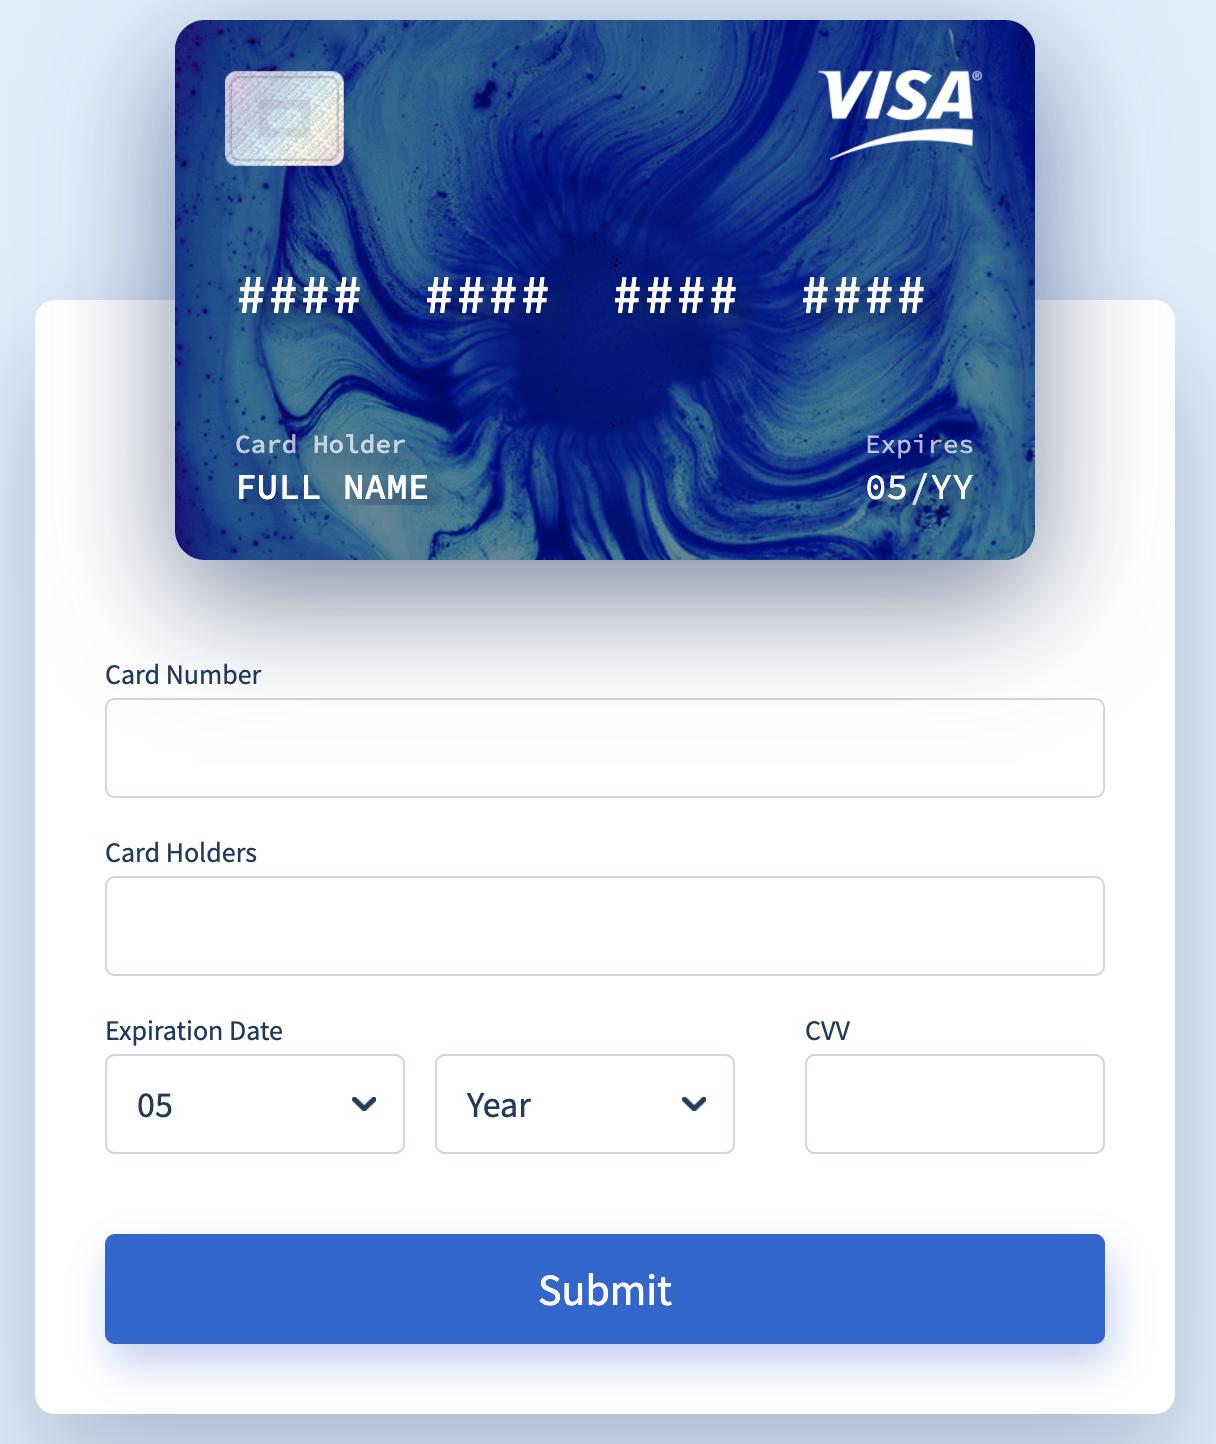 VISA®
#### #### #### ####
Card Holder
FULL NAME
Expires
05/YY
Card Number
Card Holders
Expiration Date
CVV
05
Year
Submit